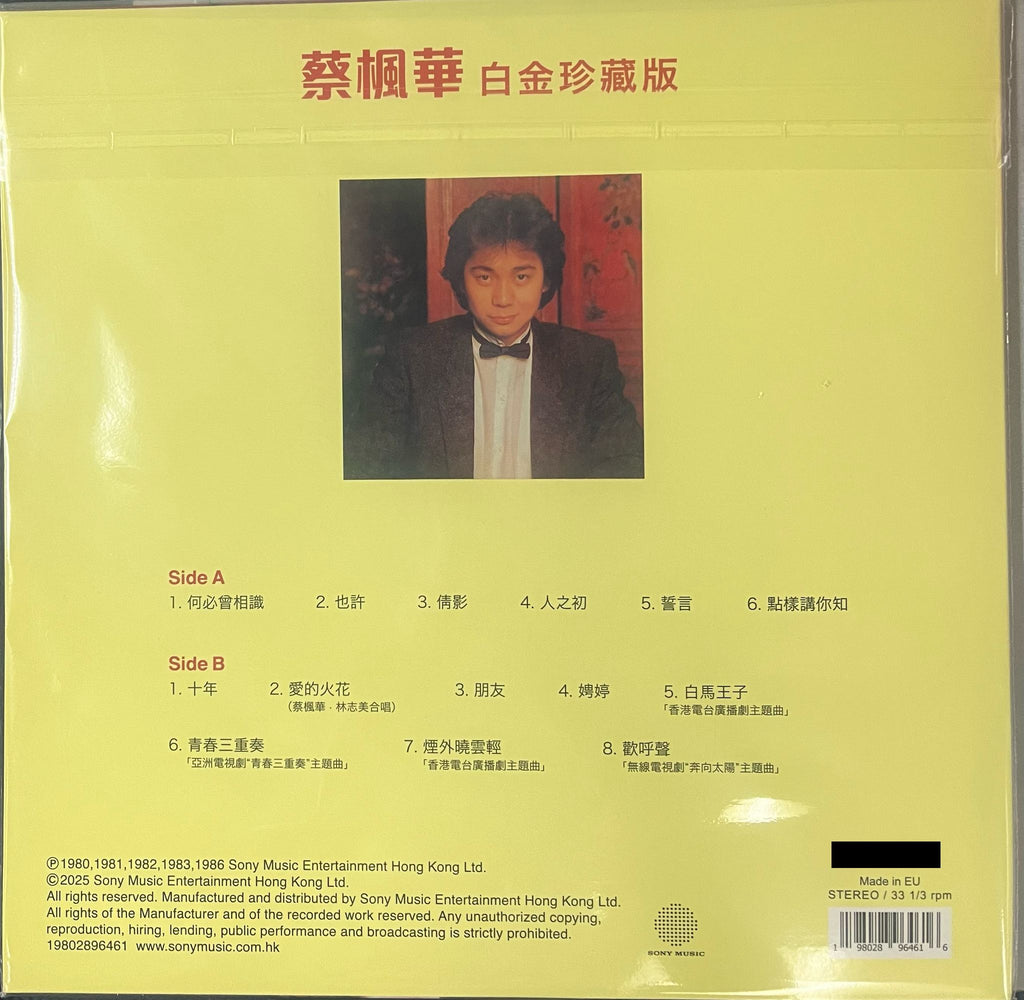 蔡楓華 白金珍藏版
Side A
1. 何必曾相識 2. 也許 3. 倩影 4. 人之初 5. 誓言 6. 點樣講你知
Side B
1. 十年 2. 愛的火花 3. 朋友 4. 娉婷 5. 白馬王子
（蔡楓華 · 林志美合唱） 「香港電台廣播劇主題曲」
6. 青春三重奏 7. 煙外曉雲輕 8. 歡呼聲
「亞洲電視劇“青春三重奏”主題曲」 「香港電台廣播劇主題曲」 「無線電視劇“奔向太陽”主題曲」
Ⓟ1980,1981,1982,1983,1986 Sony Music Entertainment Hong Kong Ltd.
©2025 Sony Music Entertainment Hong Kong Ltd.
All rights reserved. Manufactured and distributed by Sony Music Entertainment Hong Kong Ltd.
All rights of the Manufacturer and of the recorded work reserved. Any unauthorized copying,
reproduction, hiring, lending, public performance and broadcasting is strictly prohibited.
19802896461 www.sonymusic.com.hk
SONY MUSIC
Made in EU
STEREO / 33 1/3 rpm
1 98028 96461 6